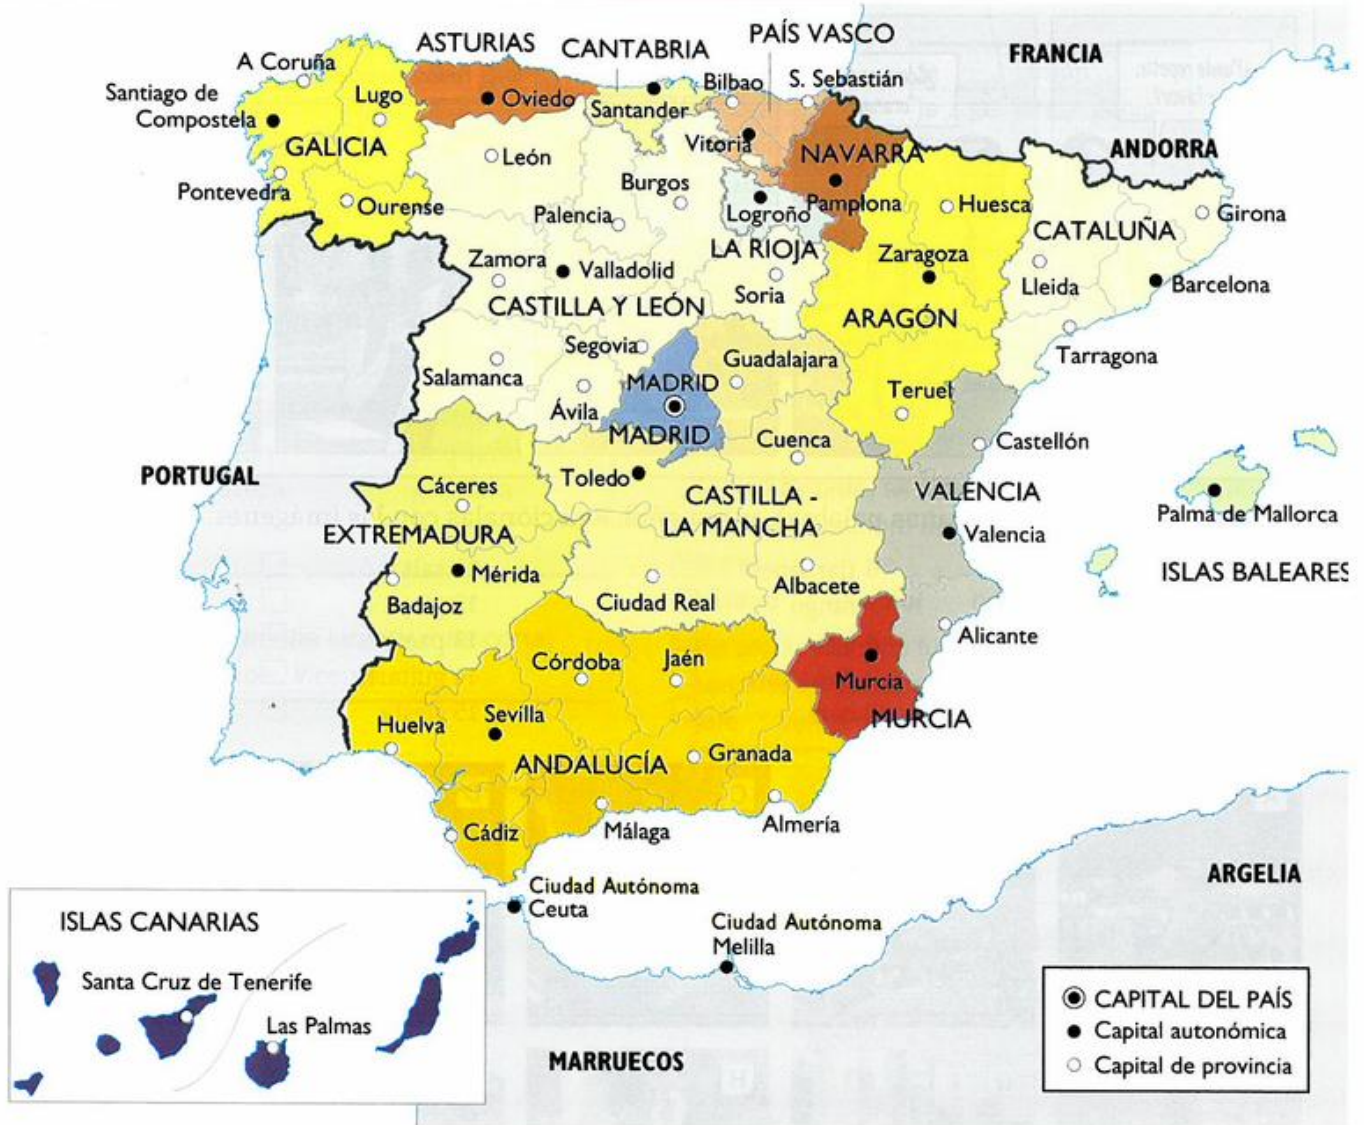 ASTURIAS
CANTABRIA
PAÍS VASCO
FRANCIA
A Coruña
Santiago de
Compostela
Lugo
Oviedo
Santander
Bilbao
S. Sebastián
GALICIA
León
Vitoria
NAVARRA
ANDORRA
Pontevedra
Ourense
Burgos
Palencia
Logroño
Pamplona
Huesca
Girona
CATALUÑA
Zamora
Valladolid
LA RIOJA
Soria
Zaragoza
Lleida
Barcelona
CASTILLA Y LEÓN
ARAGÓN
Segovia
Guadalajara
Tarragona
Salamanca
MADRID
Ávila
MADRID
Teruel
Cuenca
Castellón
PORTUGAL
Cáceres
Toledo
CASTILLA -
LA MANCHA
VALENCIA
Palma de Mallorca
EXTREMADURA
Valencia
ISLAS BALEARES
Mérida
Badajoz
Ciudad Real
Albacete
Alicante
Córdoba
Jaén
Murcia
MURCIA
Huelva
Sevilla
ANDALUCÍA
Granada
Cádiz
Málaga
Almería
ARGELIA
Ciudad Autónoma
Ceuta
Ciudad Autónoma
Melilla
ISLAS CANARIAS
Santa Cruz de Tenerife
Las Palmas
MARRUECOS
CAPITAL DEL PAÍS
Capital autonómica
Capital de provincia